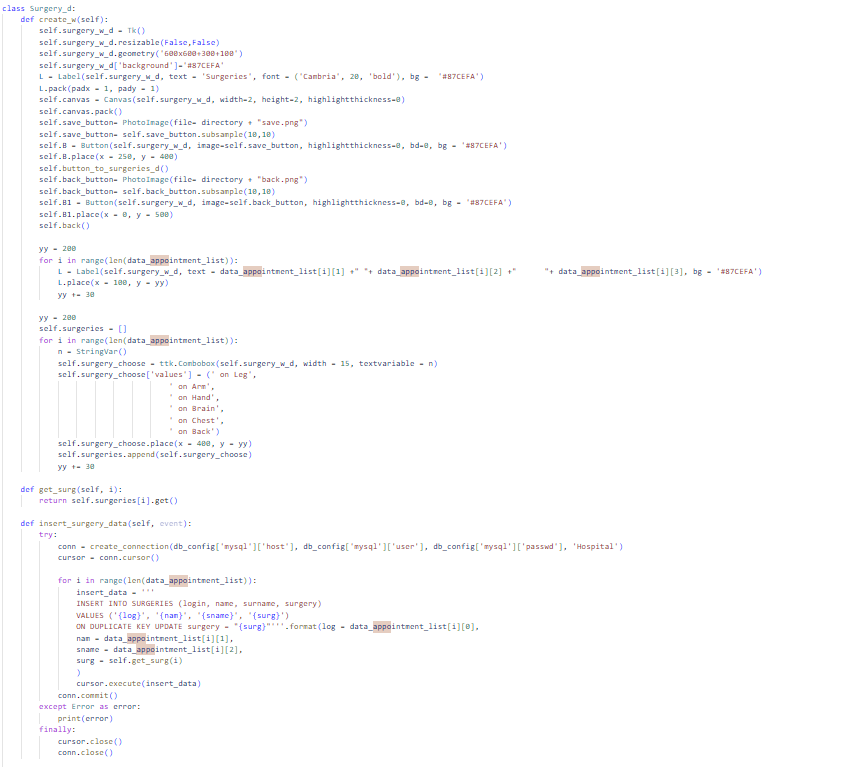 class Surgery_d:
    def create_w(self):
        self.surgery_w_d = Tk()
        self.surgery_w_d.resizable(False,False)
        self.surgery_w_d.geometry('600x600+300+100')
        self.surgery_w_d['background']='#87CEFA'
        L = Label(self.surgery_w_d, text = 'Surgeries', font = ('Cambria', 20, 'bold'), bg =  '#87CEFA')
        L.pack(padx = 1, pady = 1)
        self.canvas = Canvas(self.surgery_w_d, width=2, height=2, highlightthickness=0)
        self.canvas.pack()
        self.save_button= PhotoImage(file= directory + "save.png")
        self.save_button= self.save_button.subsample(10,10)
        self.B = Button(self.surgery_w_d, image=self.save_button, highlightthickness=0, bd=0, bg = '#87CEFA')
        self.B.place(x = 250, y = 400)
        self.button_to_surgeries_d()
        self.back_button= PhotoImage(file= directory + "back.png")
        self.back_button= self.back_button.subsample(10,10)
        self.B1 = Button(self.surgery_w_d, image=self.back_button, highlightthickness=0, bd=0, bg = '#87CEFA')
        self.B1.place(x = 0, y = 500)
        self.back()
        yy = 200
        for i in range(len(data_appointment_list)):
            L = Label(self.surgery_w_d, text = data_appointment_list[i][1] +" "+ data_appointment_list[i][2] +"      "+ data_appointment_list[i][3], bg = '#87CEFA')
            L.place(x = 100, y = yy)
            yy += 30
        yy = 200
        self.surgeries = []
        for i in range(len(data_appointment_list)):
            n = StringVar()
            self.surgery_choose = ttk.Combobox(self.surgery_w_d, width = 15, textvariable = n)
            self.surgery_choose['values'] = (' on Leg',
                                    ' on Arm',
                                    ' on Hand',
                                    ' on Brain',
                                    ' on Chest',
                                    ' on Back')
            self.surgery_choose.place(x = 400, y = yy)
            self.surgeries.append(self.surgery_choose)
            yy += 30
    def get_surg(self, i):
        return self.surgeries[i].get()
    def insert_surgery_data(self, event):
        try:
            conn = create_connection(db_config['mysql']['host'], db_config['mysql']['user'], db_config['mysql']['passwd'], 'Hospital')
            cursor = conn.cursor()
            for i in range(len(data_appointment_list)):
                insert_data = '''
                INSERT INTO SURGERIES (login, name, surname, surgery)
                VALUES ('{log}', '{nam}', '{sname}', '{surg}')
                ON DUPLICATE KEY UPDATE surgery = "{surg}"'''.format(log = data_appointment_list[i][0],
                nam = data_appointment_list[i][1],
                sname = data_appointment_list[i][2],
                surg = self.get_surg(i)
                )
                cursor.execute(insert_data)
            conn.commit()
        except Error as error:
            print(error)
        finally:
            cursor.close()
            conn.close()